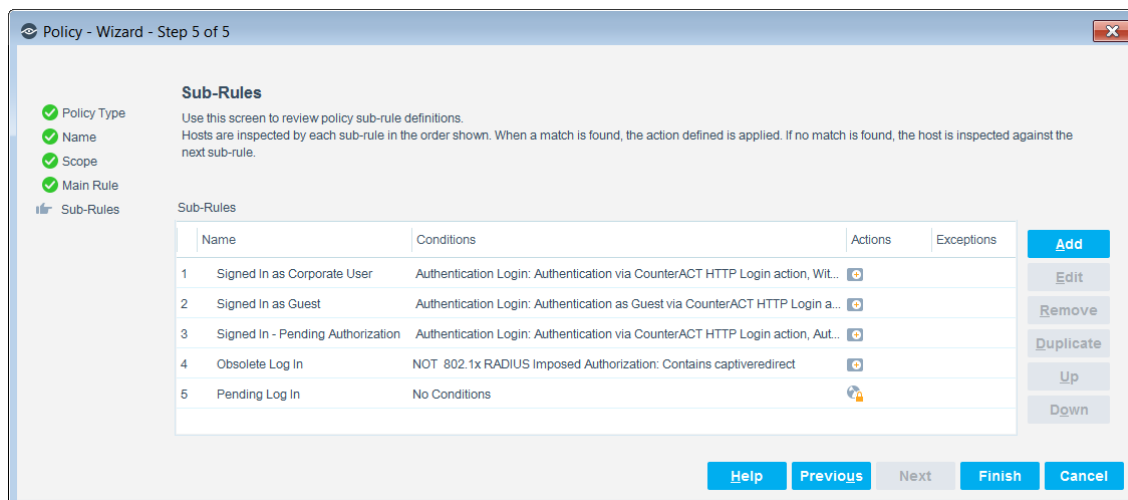 Policy - Wizard - Step 5 of 5
Policy Type
Name
Scope
Main Rule
Sub-Rules
Sub-Rules
Use this screen to review policy sub-rule definitions.
Hosts are inspected by each sub-rule in the order shown. When a match is found, the action defined is applied. If no match is found, the host is inspected against the
next sub-rule.
Sub-Rules
Name Conditions Actions Exceptions
1 Signed In as Corporate User Authentication Login: Authentication via CounterACT HTTP Login action, Wit...
2 Signed In as Guest Authentication Login: Authentication as Guest via CounterACT HTTP Login a...
3 Signed In - Pending Authorization Authentication Login: Authentication via CounterACT HTTP Login action, Aut...
4 Obsolete Log In NOT 802.1x RADIUS Imposed Authorization: Contains captiveredirect
5 Pending Log In No Conditions
Add
Edit
Remove
Duplicate
Up
Down
Help Previous Next Finish Cancel